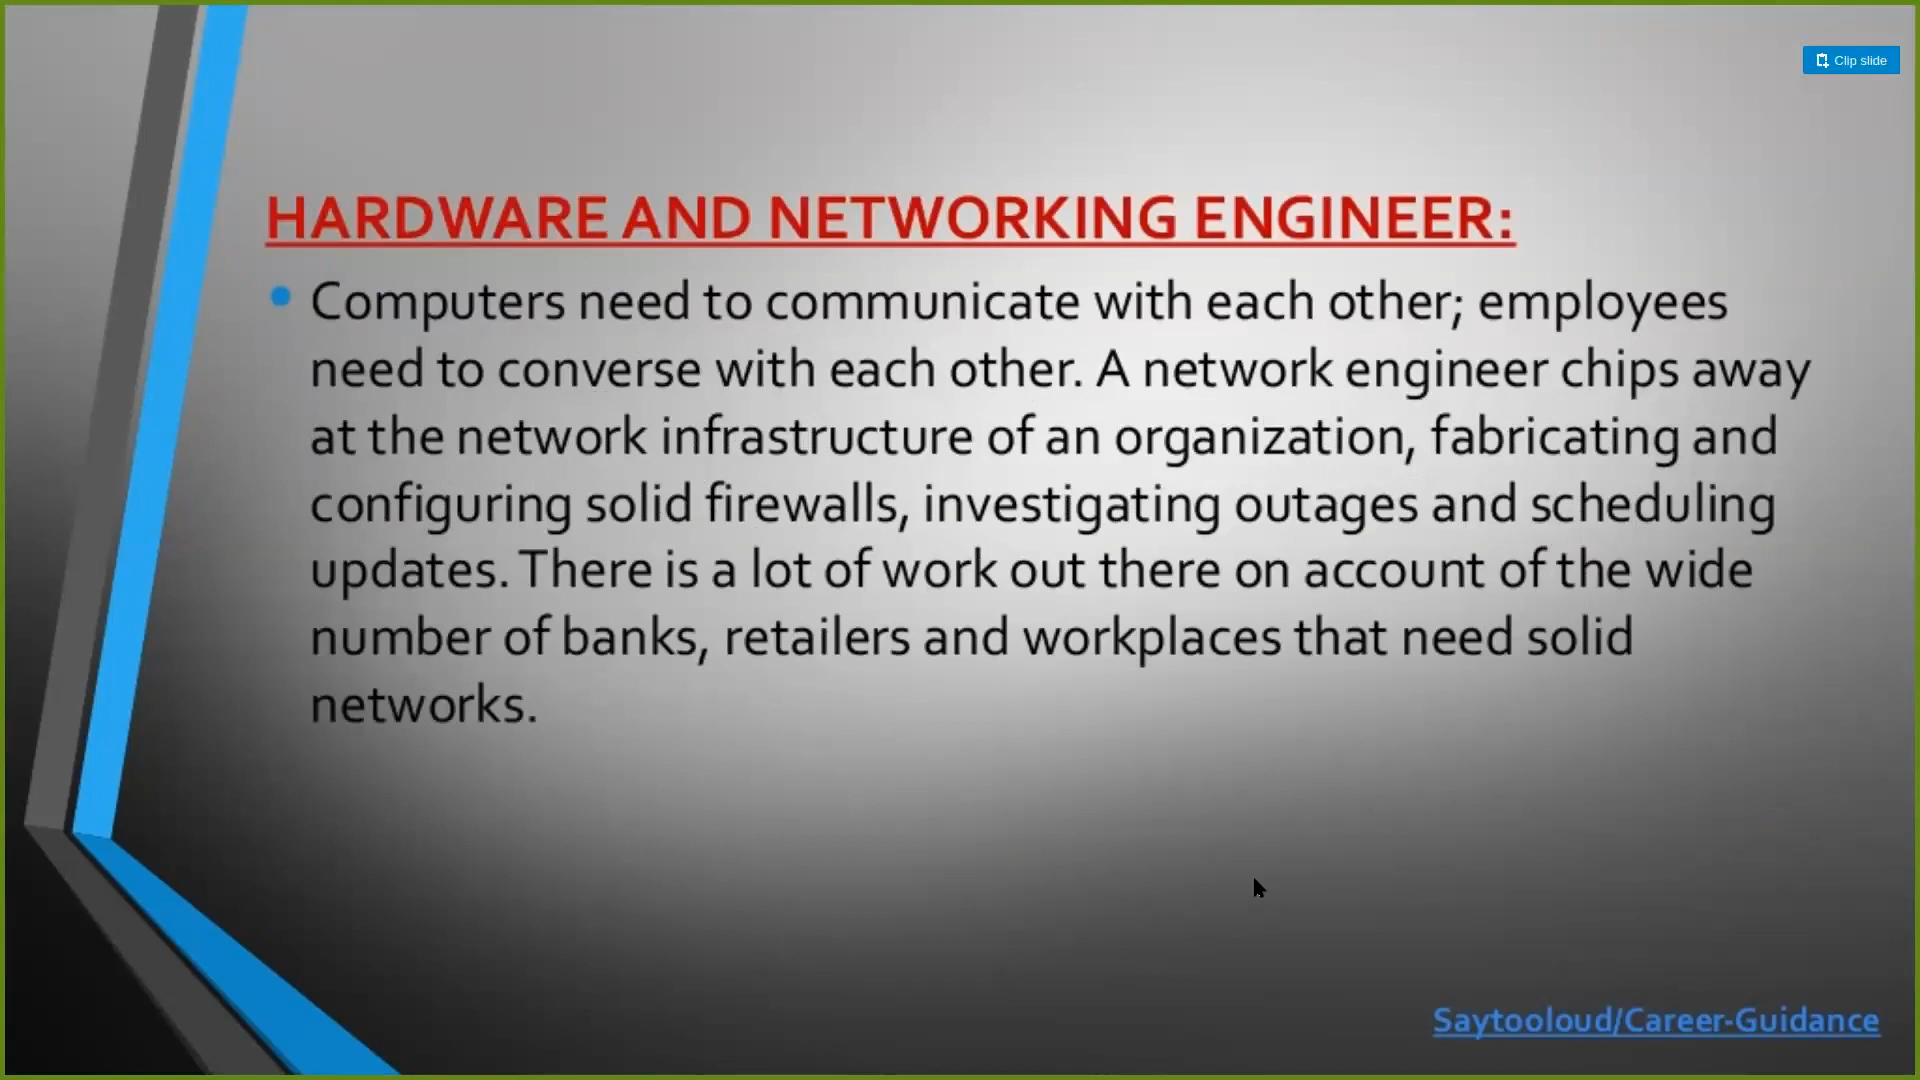 Clip slide
HARDWARE AND NETWORKING ENGINEER:
• Computers need to communicate with each other; employees
need to converse with each other. A network engineer chips away
at the network infrastructure of an organization, fabricating and
configuring solid firewalls, investigating outages and scheduling
updates. There is a lot of work out there on account of the wide
number of banks, retailers and workplaces that need solid
networks.
Saytooloud/Career-Guidance